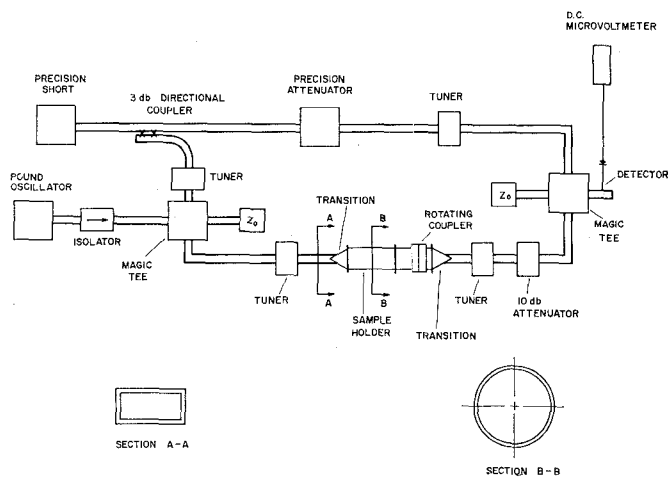 D.C.
MICROVOLTMETER
PRECISION
SHORT
3 db DIRECTIONAL
COUPLER
PRECISION
ATTENUATOR
TUNER
TUNER
DETECTOR
Z₀
MAGIC
TEE
POUND
OSCILLATOR
ISOLATOR
MAGIC
TEE
Z₀
TRANSITION
A
A
B
B
ROTATING
COUPLER
TUNER
SAMPLE
HOLDER
TRANSITION
TUNER
10 db
ATTENUATOR
SECTION A-A
SECTION B-B